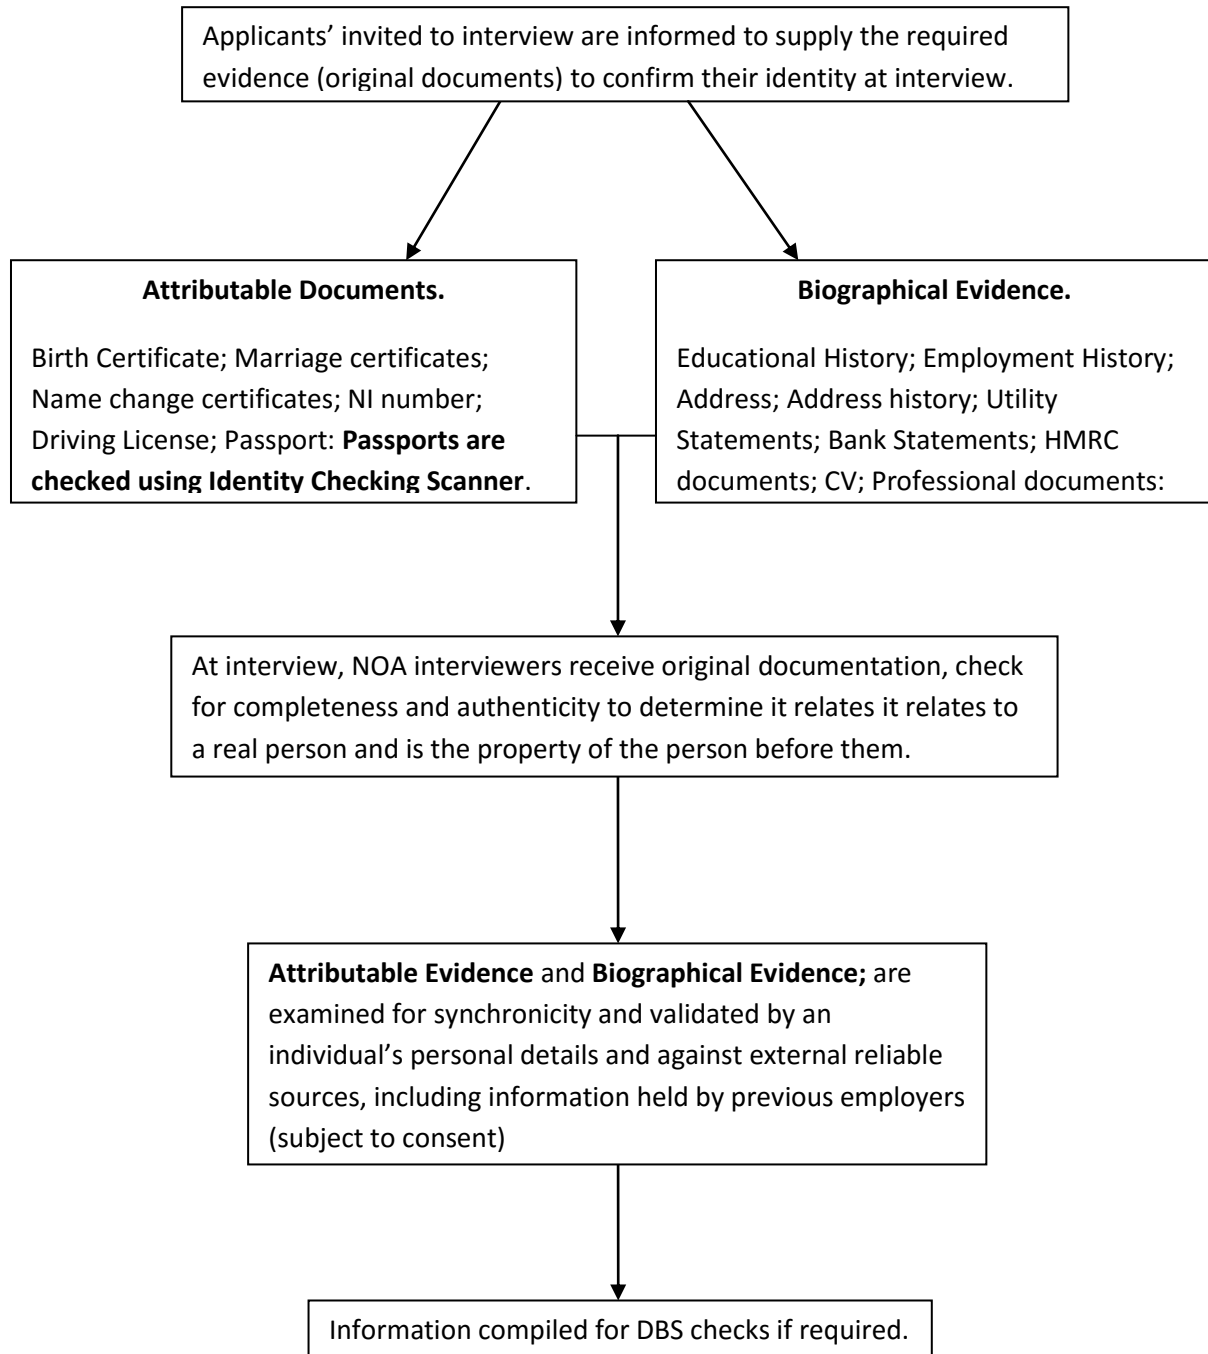 Applicants’ invited to interview are informed to supply the required
evidence (original documents) to confirm their identity at interview.
Attributable Documents.
Birth Certificate; Marriage certificates;
Name change certificates; NI number;
Driving License; Passport: Passports are
checked using Identity Checking Scanner.
Biographical Evidence.
Educational History; Employment History;
Address; Address history; Utility
Statements; Bank Statements; HMRC
documents; CV; Professional documents:
At interview, NOA interviewers receive original documentation, check
for completeness and authenticity to determine it relates it relates to
a real person and is the property of the person before them.
Attributable Evidence and Biographical Evidence; are
examined for synchronicity and validated by an
individual’s personal details and against external reliable
sources, including information held by previous employers
(subject to consent)
Information compiled for DBS checks if required.